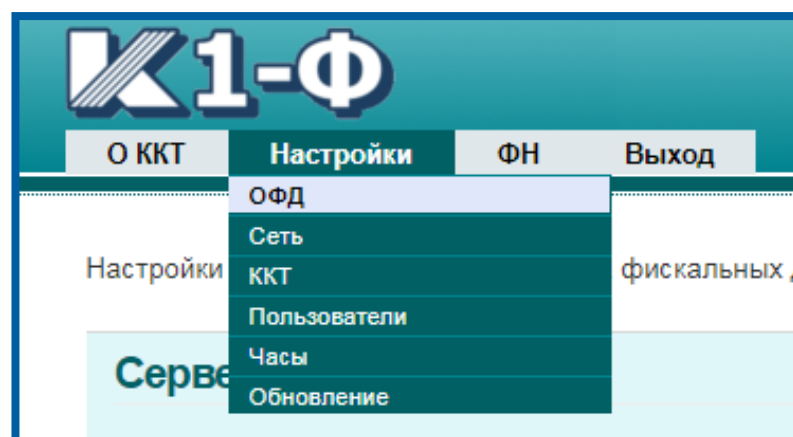 К1-Ф
О ККТ Настройки ФН Выход
ОФД
Сеть
Настройки ККТ фискальных
Пользователи
Часы
Серве
Обновление